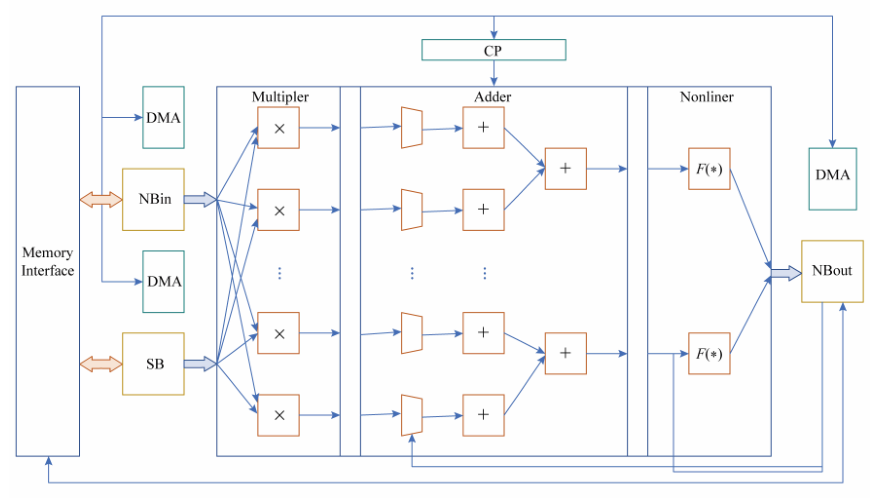 CP
DMA
Multipler
Adder
Nonliner
×
+
+
F(*)
DMA
NBin
×
+
Memory
Interface
DMA
⋮
⋮
⋮
NBout
×
+
+
F(*)
SB
×
+